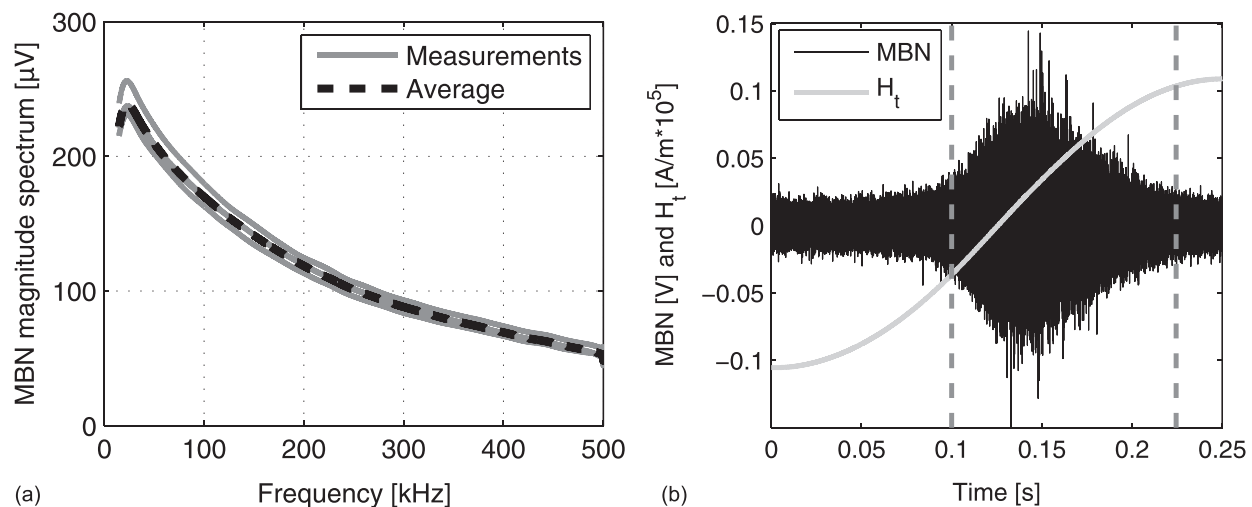 300
200
100
0
0
100
200
300
400
500
MBN magnitude spectrum [µV]
Frequency [kHz]
Measurements
Average
(a)
0.15
0.1
0.05
0
−0.05
−0.1
0
0.05
0.1
0.15
0.2
0.25
MBN [V] and Ht [A/m*10^5]
Time [s]
MBN
Ht
(b)